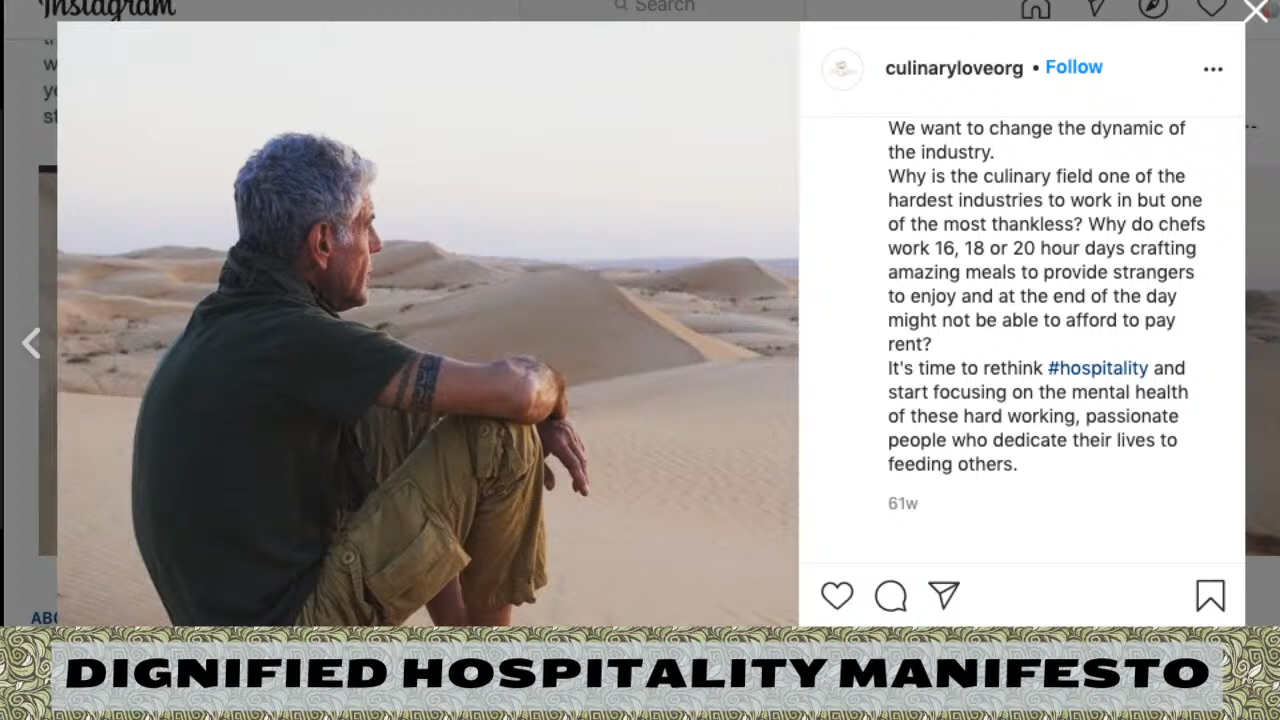 Instagram
Search
culinaryloveorg • Follow
We want to change the dynamic of
the industry.
Why is the culinary field one of the
hardest industries to work in but one
of the most thankless? Why do chefs
work 16, 18 or 20 hour days crafting
amazing meals to provide strangers
to enjoy and at the end of the day
might not be able to afford to pay
rent?
It's time to rethink #hospitality and
start focusing on the mental health
of these hard working, passionate
people who dedicate their lives to
feeding others.
61w
DIGNIFIED HOSPITALITY MANIFESTO